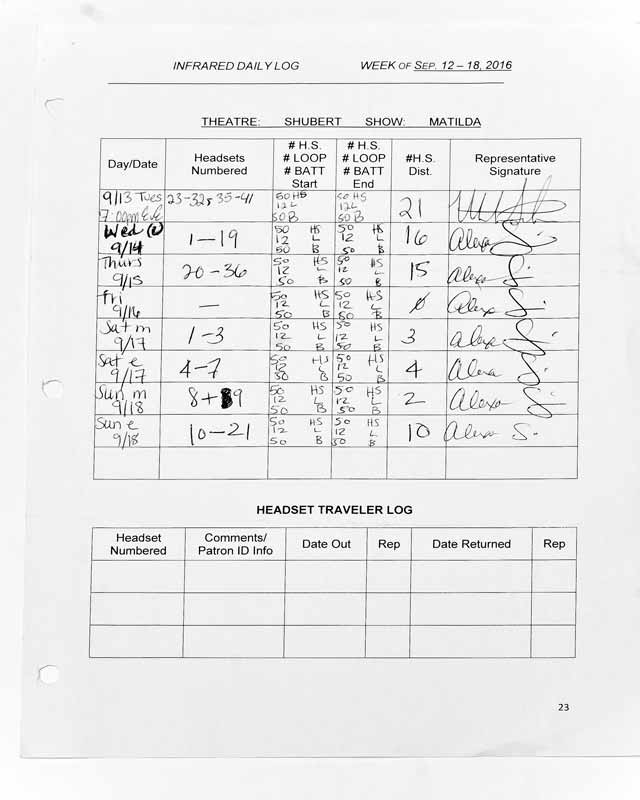 INFRARED DAILY LOG WEEK OF SEP. 12 – 18, 2016
THEATRE: SHUBERT SHOW: MATILDA
Day/Date Headsets Numbered # H.S. # LOOP # BATT Start # H.S. # LOOP # BATT End #H.S. Dist. Representative Signature
9/13 Tues 23-32, 35-41 50 HS 50 HS 21
7:00pm Eve 12 L 12 L
50 B 50 B
Wed (e) 1-19 50 HS 50 HS 16 Alexa S.
9/14 12 L 12 L
50 B 50 B
Thurs 20-36 50 HS 50 HS 15 Alexa S.
9/15 12 L 12 L
50 B 50 B
Fri — 50 HS 50 HS 0 Alexa S.
9/16 12 L 12 L
50 B 50 B
Sat m 1-3 50 HS 50 HS 3 Alexa S.
9/17 12 L 12 L
50 B 50 B
Sat e 4-7 50 HS 50 HS 4 Alexa S.
9/17 12 L 12 L
50 B 50 B
Sun m 8+9 50 HS 50 HS 2 Alexa S.
9/18 12 L 12 L
50 B 50 B
Sun e 10-21 50 HS 50 HS 10 Alexa S.
9/18 12 L 12 L
50 B 50 B
HEADSET TRAVELER LOG
Headset Numbered Comments/ Patron ID Info Date Out Rep Date Returned Rep
23